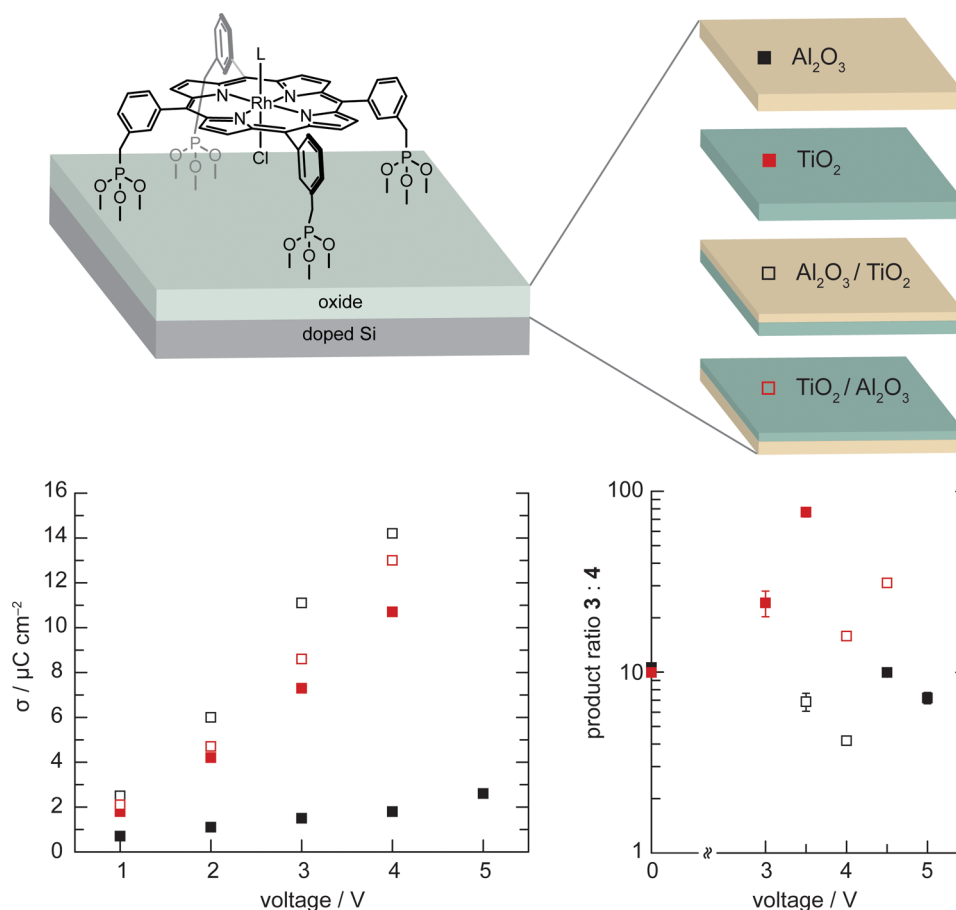 L
Rh
N
N
N
N
Cl
P
O
O
O
P
O
O
O
P
O
O
O
P
O
O
O
oxide
doped Si
Al₂O₃
TiO₂
Al₂O₃ / TiO₂
TiO₂ / Al₂O₃
σ / µC cm⁻²
16
14
12
10
8
6
4
2
0
1
2
3
4
5
voltage / V
product ratio 3 : 4
100
10
1
0
3
4
5
voltage / V